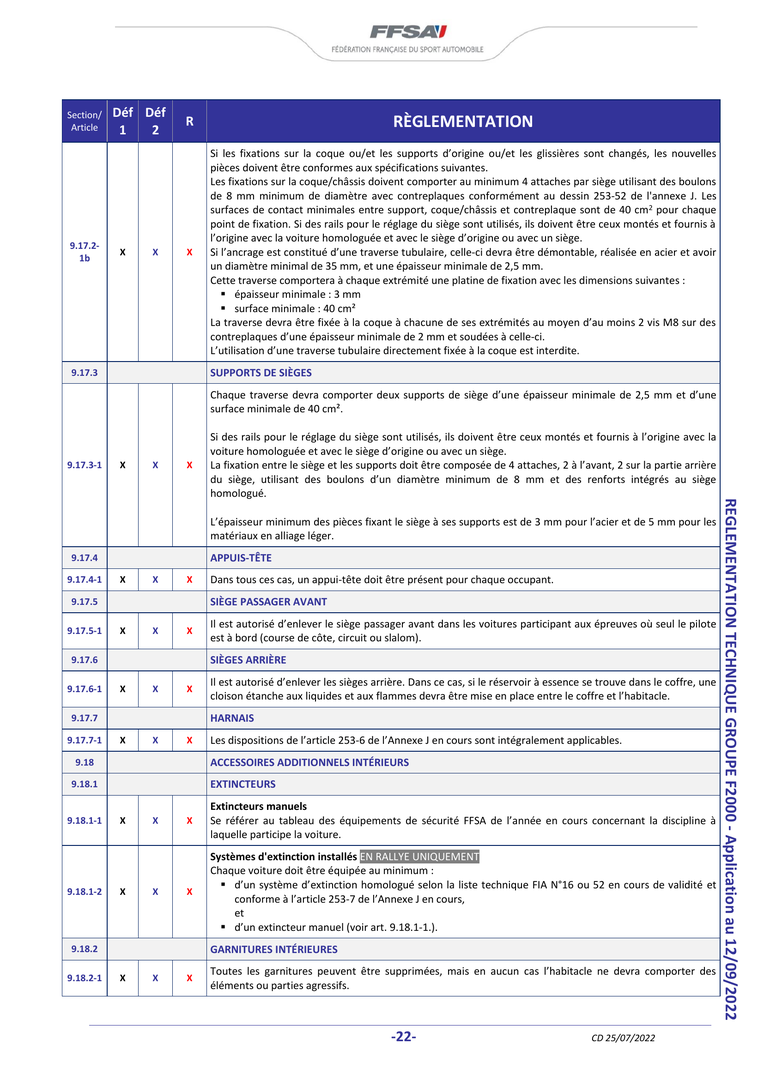 FFSA
FÉDÉRATION FRANÇAISE DU SPORT AUTOMOBILE
Section/ Article Déf 1 Déf 2 R RÈGLEMENTATION
9.17.2-1b X X X
Si les fixations sur la coque ou/et les supports d'origine ou/et les glissières sont changés, les nouvelles
pièces doivent être conformes aux spécifications suivantes.
Les fixations sur la coque/châssis doivent comporter au minimum 4 attaches par siège utilisant des boulons
de 8 mm minimum de diamètre avec contreplaques conformément au dessin 253-52 de l'annexe J. Les
surfaces de contact minimales entre support, coque/châssis et contreplaque sont de 40 cm² pour chaque
point de fixation. Si des rails pour le réglage du siège sont utilisés, ils doivent être ceux montés et fournis à
l'origine avec la voiture homologuée et avec le siège d'origine ou avec un siège.
Si l'ancrage est constitué d'une traverse tubulaire, celle-ci devra être démontable, réalisée en acier et avoir
un diamètre minimal de 35 mm, et une épaisseur minimale de 2,5 mm.
Cette traverse comportera à chaque extrémité une platine de fixation avec les dimensions suivantes :
▪ épaisseur minimale : 3 mm
▪ surface minimale : 40 cm²
La traverse devra être fixée à la coque à chacune de ses extrémités au moyen d'au moins 2 vis M8 sur des
contreplaques d'une épaisseur minimale de 2 mm et soudées à celle-ci.
L'utilisation d'une traverse tubulaire directement fixée à la coque est interdite.
9.17.3 SUPPORTS DE SIÈGES
9.17.3-1 X X X
Chaque traverse devra comporter deux supports de siège d'une épaisseur minimale de 2,5 mm et d'une
surface minimale de 40 cm².
Si des rails pour le réglage du siège sont utilisés, ils doivent être ceux montés et fournis à l'origine avec la
voiture homologuée et avec le siège d'origine ou avec un siège.
La fixation entre le siège et les supports doit être composée de 4 attaches, 2 à l'avant, 2 sur la partie arrière
du siège, utilisant des boulons d'un diamètre minimum de 8 mm et des renforts intégrés au siège
homologué.
L'épaisseur minimum des pièces fixant le siège à ses supports est de 3 mm pour l'acier et de 5 mm pour les
matériaux en alliage léger.
9.17.4 APPUIS-TÊTE
9.17.4-1 X X X Dans tous ces cas, un appui-tête doit être présent pour chaque occupant.
9.17.5 SIÈGE PASSAGER AVANT
9.17.5-1 X X X
Il est autorisé d'enlever le siège passager avant dans les voitures participant aux épreuves où seul le pilote
est à bord (course de côte, circuit ou slalom).
9.17.6 SIÈGES ARRIÈRE
9.17.6-1 X X X
Il est autorisé d'enlever les sièges arrière. Dans ce cas, si le réservoir à essence se trouve dans le coffre, une
cloison étanche aux liquides et aux flammes devra être mise en place entre le coffre et l'habitacle.
9.17.7 HARNAIS
9.17.7-1 X X X Les dispositions de l'article 253-6 de l'Annexe J en cours sont intégralement applicables.
9.18 ACCESSOIRES ADDITIONNELS INTÉRIEURS
9.18.1 EXTINCTEURS
9.18.1-1 X X X
Extincteurs manuels
Se référer au tableau des équipements de sécurité FFSA de l'année en cours concernant la discipline à
laquelle participe la voiture.
9.18.1-2 X X X
Systèmes d'extinction installés EN RALLYE UNIQUEMENT
Chaque voiture doit être équipée au minimum :
▪ d'un système d'extinction homologué selon la liste technique FIA N°16 ou 52 en cours de validité et
conforme à l'article 253-7 de l'Annexe J en cours,
et
▪ d'un extincteur manuel (voir art. 9.18.1-1.).
9.18.2 GARNITURES INTÉRIEURES
9.18.2-1 X X X
Toutes les garnitures peuvent être supprimées, mais en aucun cas l'habitacle ne devra comporter des
éléments ou parties agressifs.
REGLEMENTATION TECHNIQUE GROUPE F2000 - Application au 12/09/2022
-22-
CD 25/07/2022